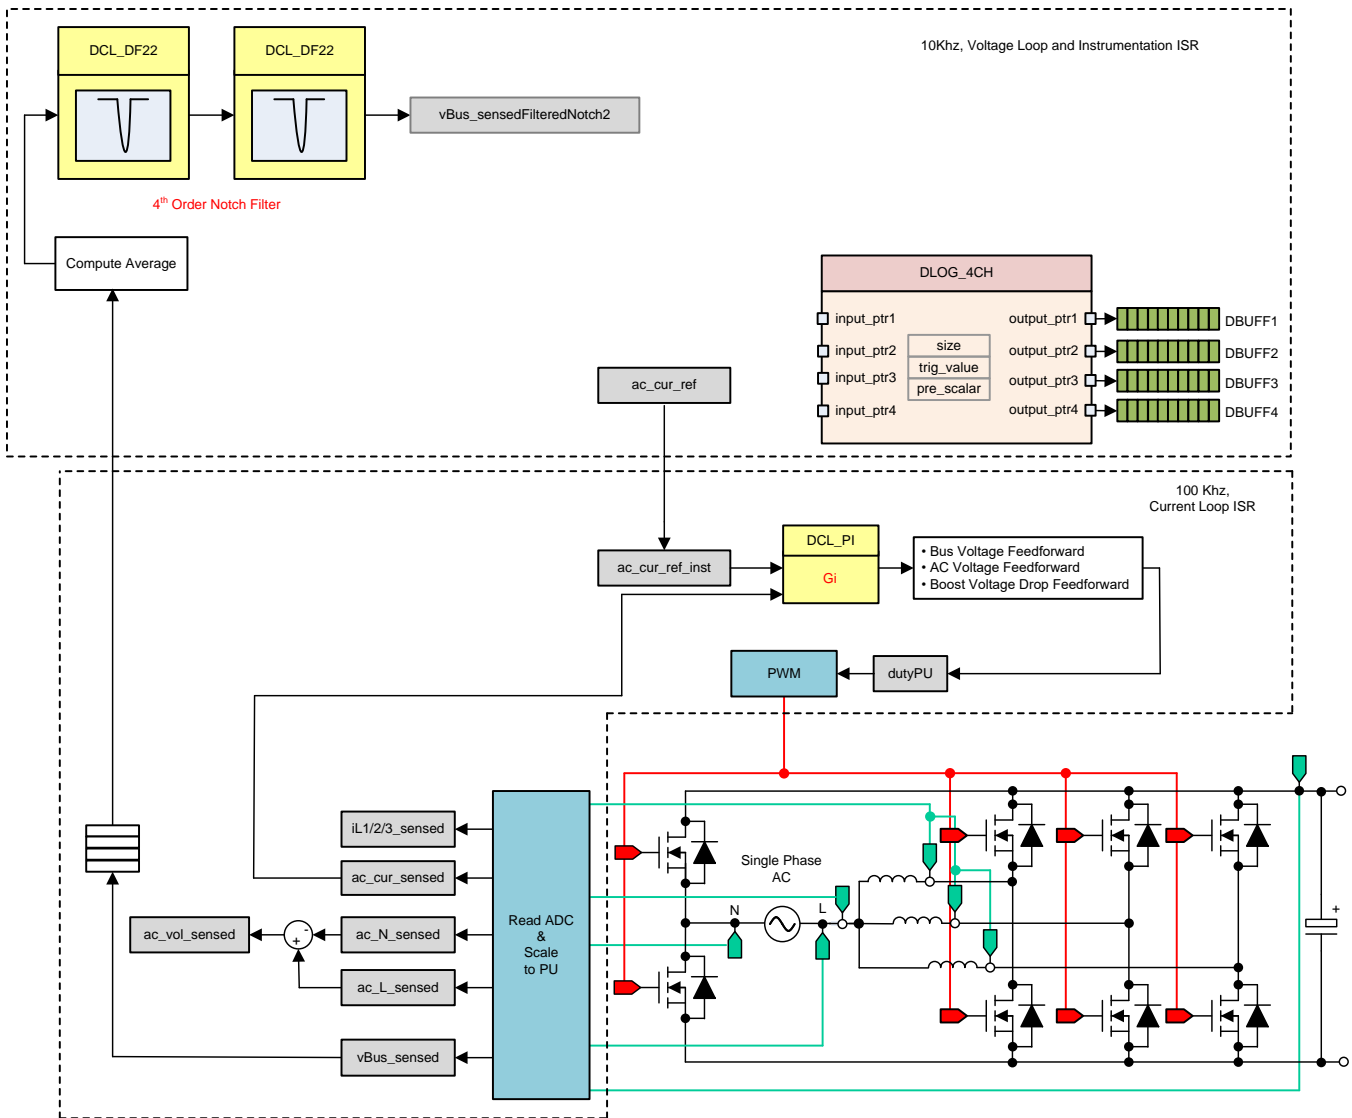 DCL_DF22
DCL_DF22
10Khz, Voltage Loop and Instrumentation ISR
vBus_sensedFilteredNotch2
4th Order Notch Filter
Compute Average
DLOG_4CH
input_ptr1
output_ptr1
DBUFF1
input_ptr2
size
output_ptr2
DBUFF2
trig_value
input_ptr3
output_ptr3
DBUFF3
pre_scalar
input_ptr4
output_ptr4
DBUFF4
ac_cur_ref
100 Khz,
Current Loop ISR
DCL_PI
Gi
ac_cur_ref_inst
• Bus Voltage Feedforward
• AC Voltage Feedforward
• Boost Voltage Drop Feedforward
PWM
dutyPU
iL1/2/3_sensed
ac_cur_sensed
Single Phase
AC
N
L
ac_vol_sensed
-
+
ac_N_sensed
ac_L_sensed
Read ADC
&
Scale
to PU
+
vBus_sensed